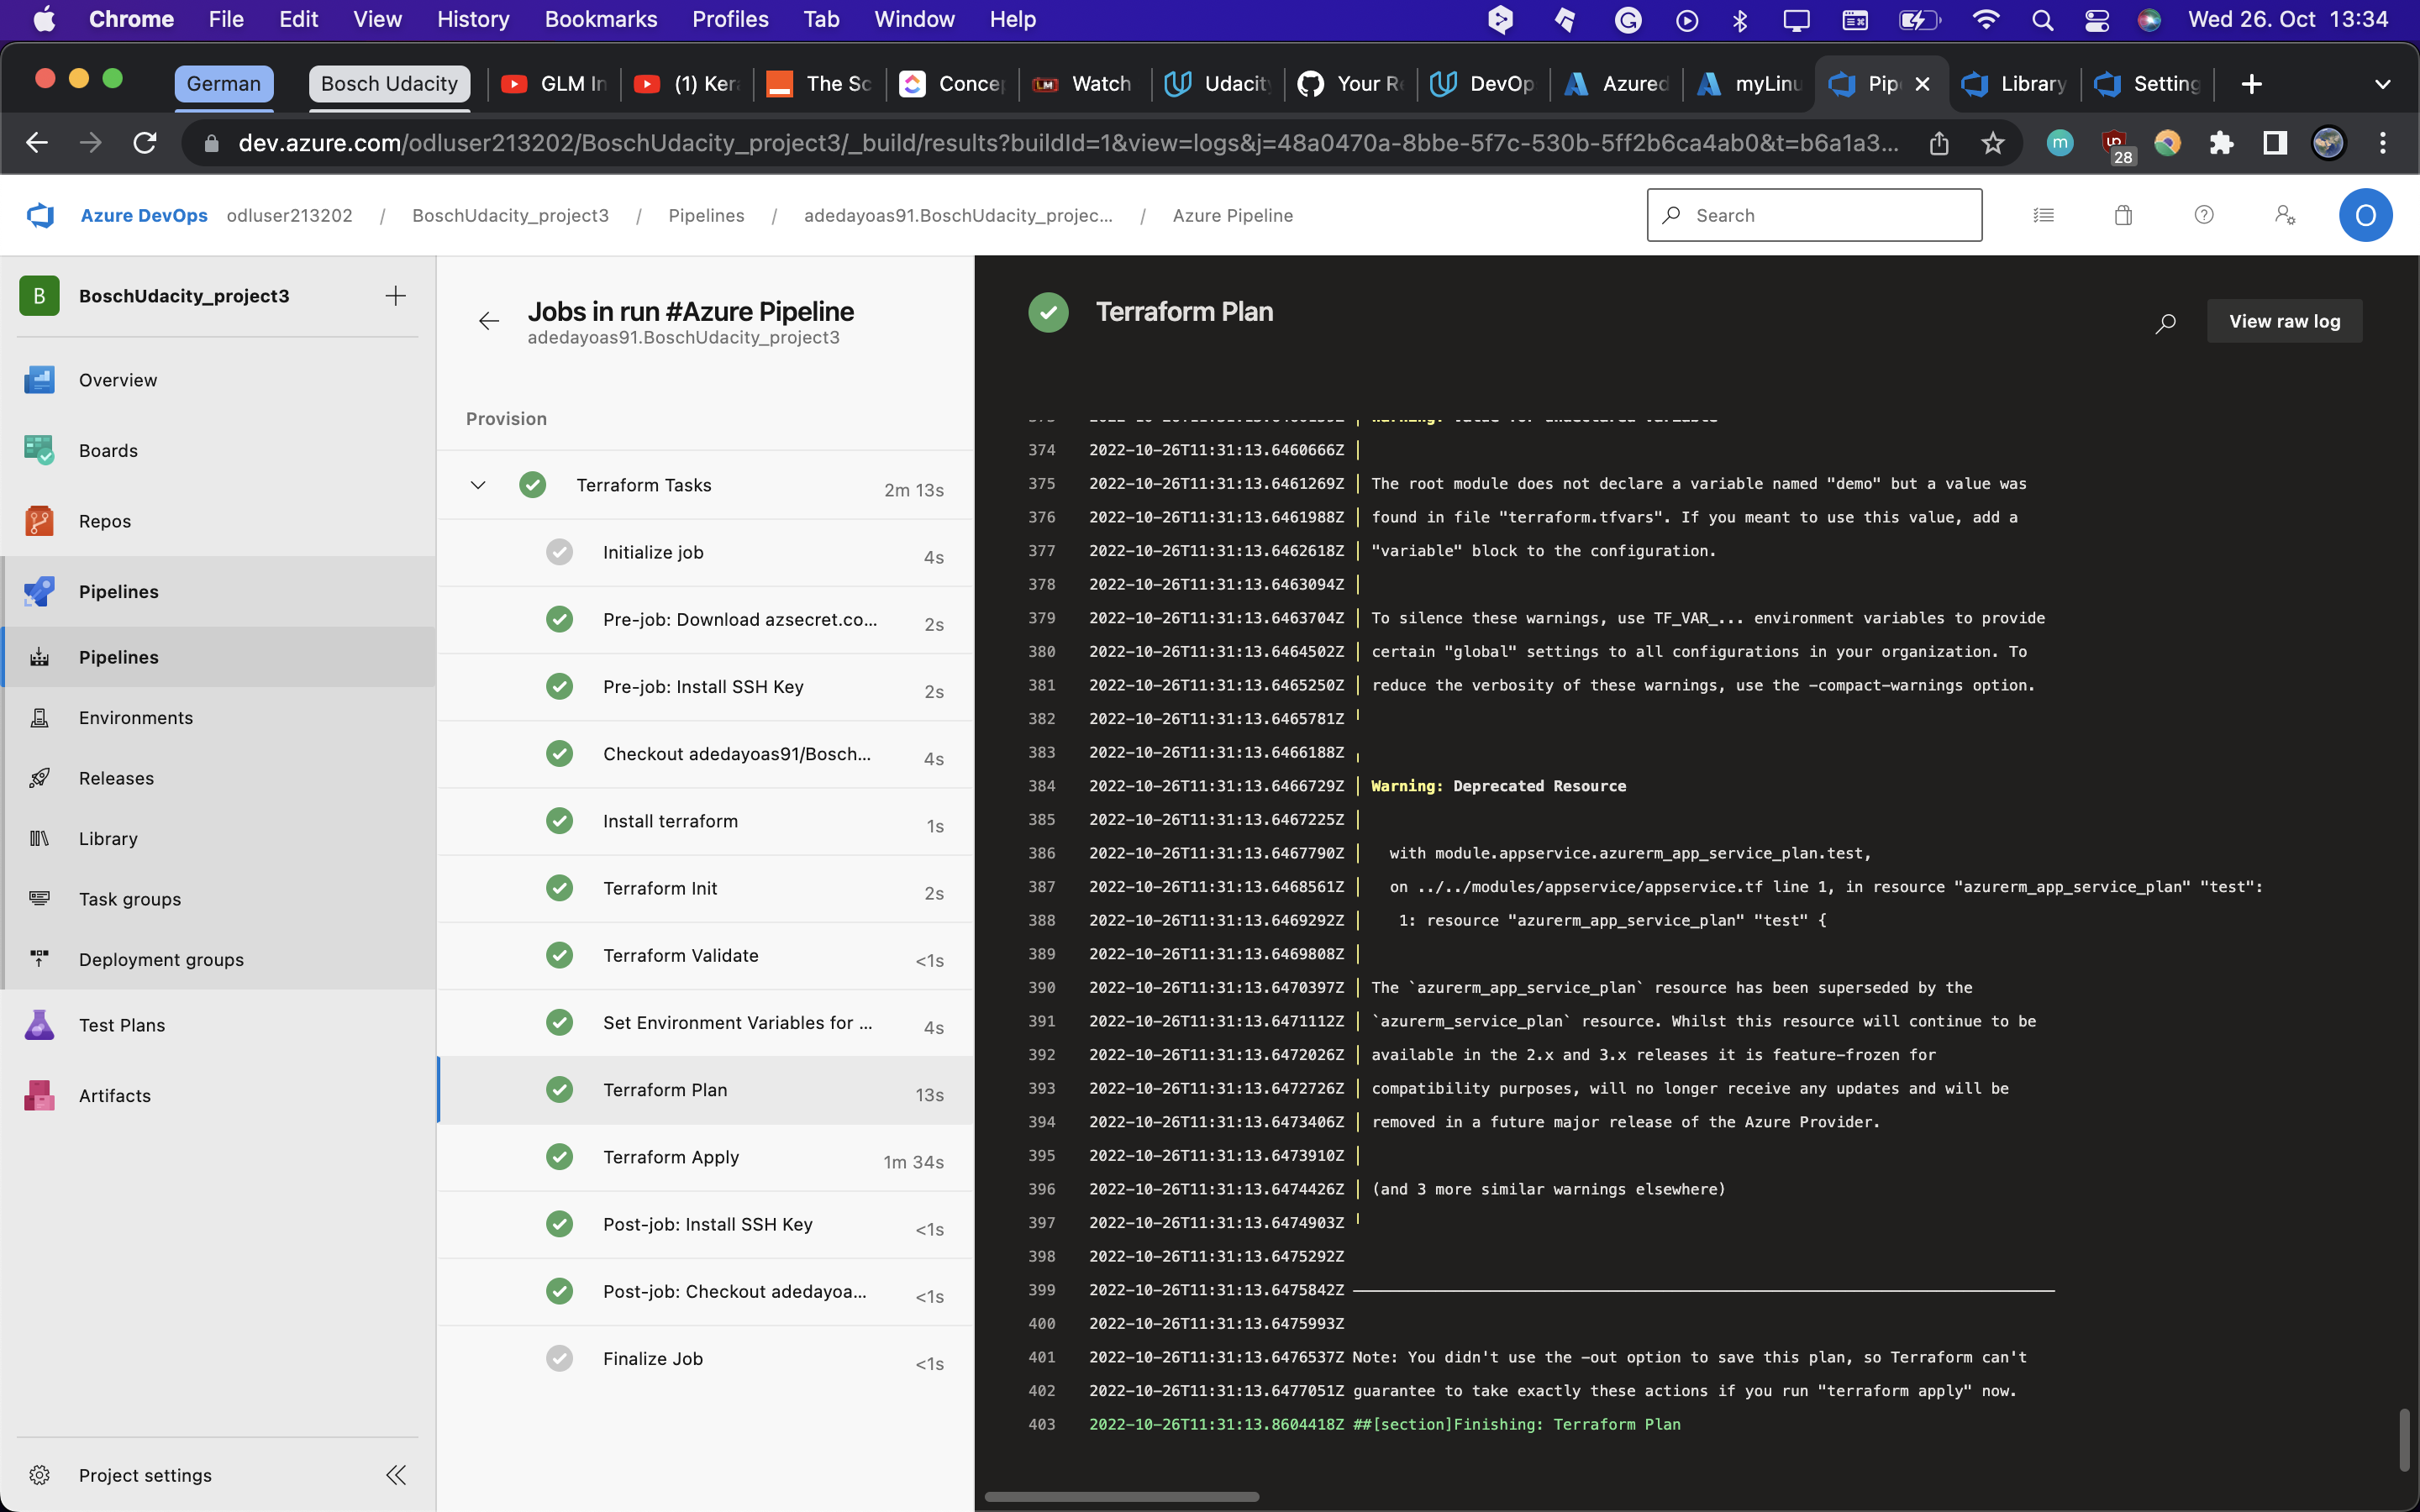 Chrome File Edit View History Bookmarks Profiles Tab Window Help Wed 26. Oct 13:34
German Bosch Udacity GLM In (1) Ker The Sc Concep Watch Udacity Your Re DevOp Azured myLinu Pip Library Setting
dev.azure.com/odluser213202/BoschUdacity_project3/_build/results?buildId=1&view=logs&j=48a0470a-8bbe-5f7c-530b-5ff2b6ca4ab0&t=b6a1a3... m 28
Azure DevOps odluser213202 / BoschUdacity_project3 / Pipelines / adedayoas91.BoschUdacity_projec... / Azure Pipeline Search O
B BoschUdacity_project3
Overview
Boards
Repos
Pipelines
Pipelines
Environments
Releases
Library
Task groups
Deployment groups
Test Plans
Artifacts
Project settings
Jobs in run #Azure Pipeline
adedayoas91.BoschUdacity_project3
Provision
Terraform Tasks 2m 13s
Initialize job 4s
Pre-job: Download azsecret.co... 2s
Pre-job: Install SSH Key 2s
Checkout adedayoas91/Bosch... 4s
Install terraform 1s
Terraform Init 2s
Terraform Validate <1s
Set Environment Variables for ... 4s
Terraform Plan 13s
Terraform Apply 1m 34s
Post-job: Install SSH Key <1s
Post-job: Checkout adedayoa... <1s
Finalize Job <1s
Terraform Plan
View raw log
374 2022-10-26T11:31:13.6460666Z │
375 2022-10-26T11:31:13.6461269Z │ The root module does not declare a variable named "demo" but a value was
376 2022-10-26T11:31:13.6461988Z │ found in file "terraform.tfvars". If you meant to use this value, add a
377 2022-10-26T11:31:13.6462618Z │ "variable" block to the configuration.
378 2022-10-26T11:31:13.6463094Z │
379 2022-10-26T11:31:13.6463704Z │ To silence these warnings, use TF_VAR_... environment variables to provide
380 2022-10-26T11:31:13.6464502Z │ certain "global" settings to all configurations in your organization. To
381 2022-10-26T11:31:13.6465250Z │ reduce the verbosity of these warnings, use the -compact-warnings option.
382 2022-10-26T11:31:13.6465781Z ╵
383 2022-10-26T11:31:13.6466188Z ╷
384 2022-10-26T11:31:13.6466729Z │ Warning: Deprecated Resource
385 2022-10-26T11:31:13.6467225Z │
386 2022-10-26T11:31:13.6467790Z │ with module.appservice.azurerm_app_service_plan.test,
387 2022-10-26T11:31:13.6468561Z │ on ../../modules/appservice/appservice.tf line 1, in resource "azurerm_app_service_plan" "test":
388 2022-10-26T11:31:13.6469292Z │ 1: resource "azurerm_app_service_plan" "test" {
389 2022-10-26T11:31:13.6469808Z │
390 2022-10-26T11:31:13.6470397Z │ The `azurerm_app_service_plan` resource has been superseded by the
391 2022-10-26T11:31:13.6471112Z │ `azurerm_service_plan` resource. Whilst this resource will continue to be
392 2022-10-26T11:31:13.6472026Z │ available in the 2.x and 3.x releases it is feature-frozen for
393 2022-10-26T11:31:13.6472726Z │ compatibility purposes, will no longer receive any updates and will be
394 2022-10-26T11:31:13.6473406Z │ removed in a future major release of the Azure Provider.
395 2022-10-26T11:31:13.6473910Z │
396 2022-10-26T11:31:13.6474426Z │ (and 3 more similar warnings elsewhere)
397 2022-10-26T11:31:13.6474903Z ╵
398 2022-10-26T11:31:13.6475292Z
399 2022-10-26T11:31:13.6475842Z ─────────────────────────────────────────────────────────────────────────────
400 2022-10-26T11:31:13.6475993Z
401 2022-10-26T11:31:13.6476537Z Note: You didn't use the -out option to save this plan, so Terraform can't
402 2022-10-26T11:31:13.6477051Z guarantee to take exactly these actions if you run "terraform apply" now.
403 2022-10-26T11:31:13.8604418Z ##[section]Finishing: Terraform Plan